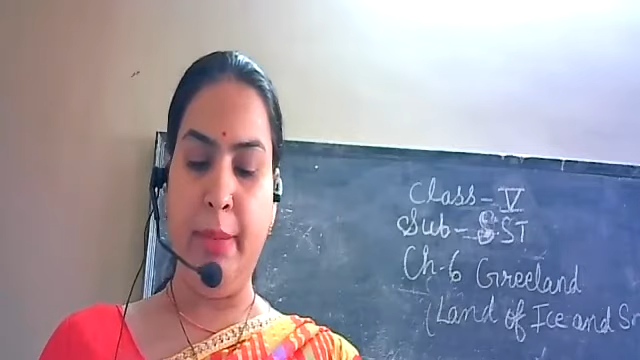 Class - V
Sub - SST
Ch-6 Greeland
(Land of Ice and